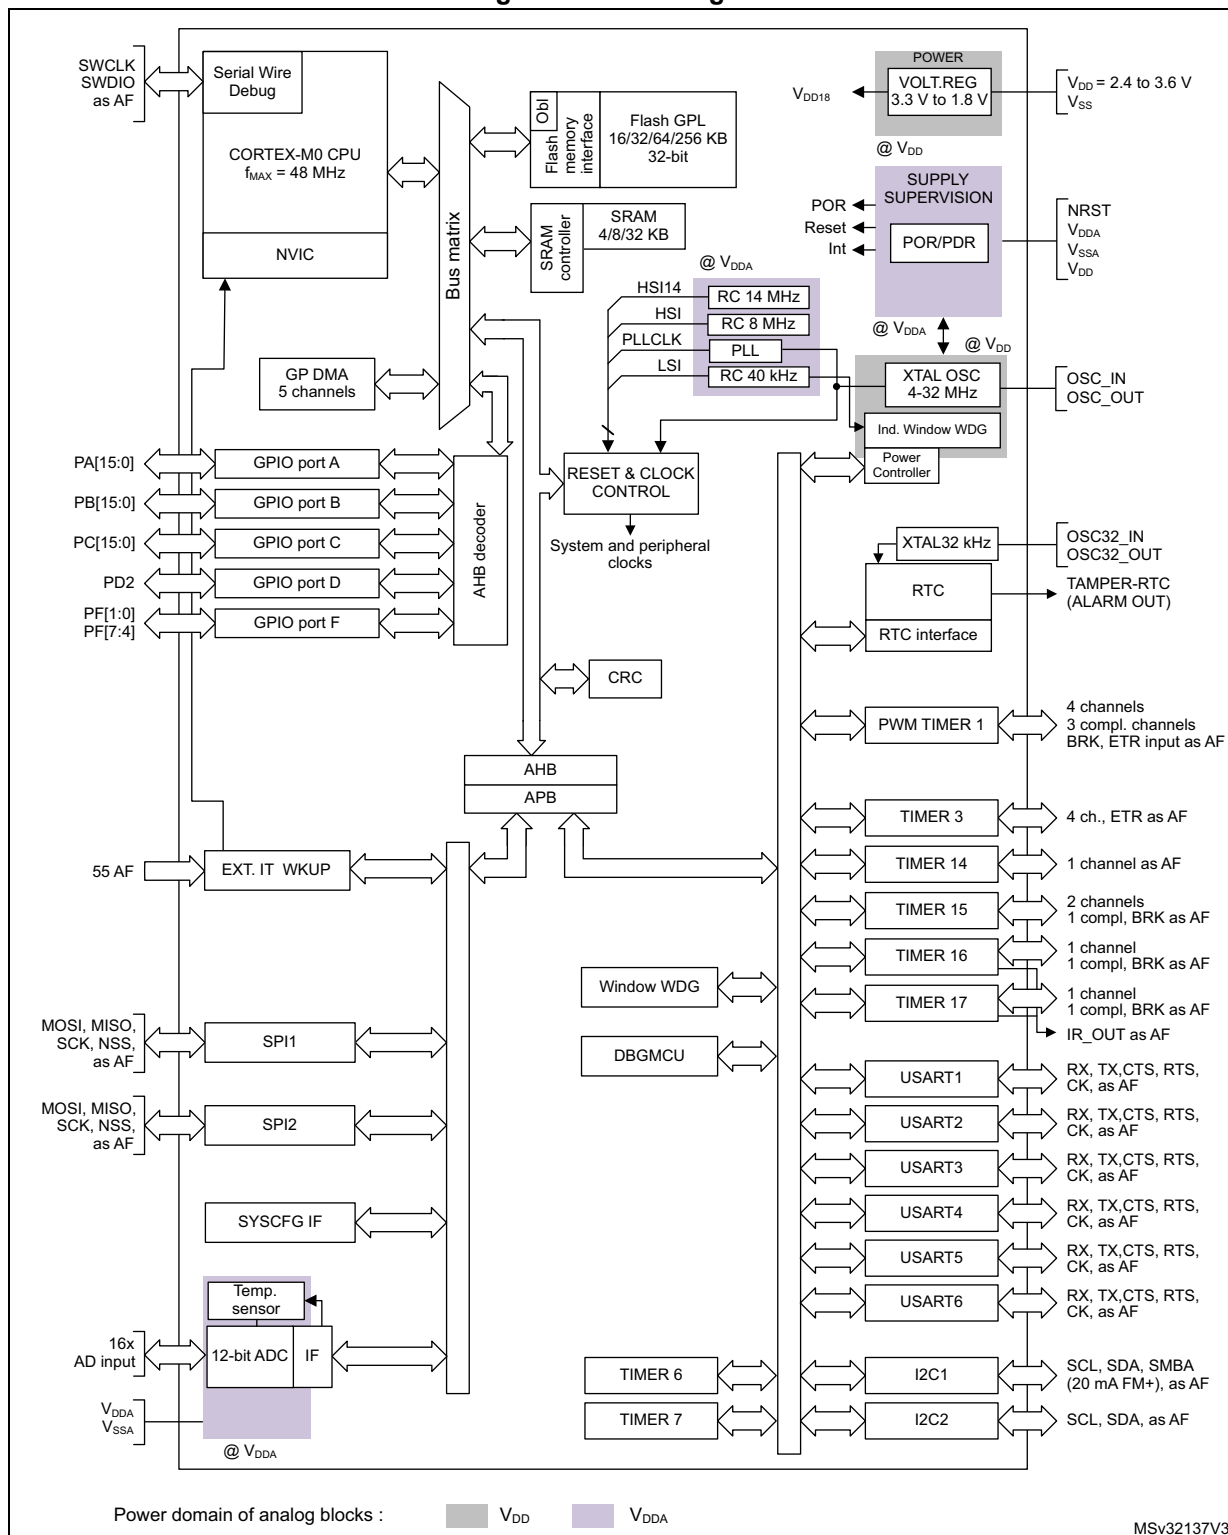 SWCLK
SWDIO
as AF
Serial Wire
Debug
CORTEX-M0 CPU
fMAX = 48 MHz
NVIC
Bus matrix
Obl
Flash
memory
interface
Flash GPL
16/32/64/256 KB
32-bit
SRAM
controller
SRAM
4/8/32 KB
POWER
VOLT.REG
3.3 V to 1.8 V
VDD18
VDD = 2.4 to 3.6 V
VSS
@ VDD
SUPPLY
SUPERVISION
POR/PDR
POR
Reset
Int
NRST
VDDA
VSSA
VDD
@ VDDA
HSI14
HSI
PLLCLK
LSI
RC 14 MHz
RC 8 MHz
PLL
RC 40 kHz
@ VDDA
@ VDD
XTAL OSC
4-32 MHz
OSC_IN
OSC_OUT
Ind. Window WDG
Power
Controller
GP DMA
5 channels
PA[15:0]
GPIO port A
PB[15:0]
GPIO port B
PC[15:0]
GPIO port C
PD2
GPIO port D
PF[1:0]
PF[7:4]
GPIO port F
AHB decoder
RESET & CLOCK
CONTROL
System and peripheral
clocks
XTAL32 kHz
OSC32_IN
OSC32_OUT
RTC
RTC interface
TAMPER-RTC
(ALARM OUT)
CRC
AHB
APB
PWM TIMER 1
4 channels
3 compl. channels
BRK, ETR input as AF
TIMER 3
4 ch., ETR as AF
55 AF
EXT. IT WKUP
TIMER 14
1 channel as AF
TIMER 15
2 channels
1 compl, BRK as AF
TIMER 16
1 channel
1 compl, BRK as AF
Window WDG
TIMER 17
1 channel
1 compl, BRK as AF
IR_OUT as AF
MOSI, MISO,
SCK, NSS,
as AF
SPI1
DBGMCU
USART1
RX, TX,CTS, RTS,
CK, as AF
MOSI, MISO,
SCK, NSS,
as AF
SPI2
USART2
RX, TX,CTS, RTS,
CK, as AF
USART3
RX, TX,CTS, RTS,
CK, as AF
SYSCFG IF
USART4
RX, TX,CTS, RTS,
CK, as AF
USART5
RX, TX,CTS, RTS,
CK, as AF
USART6
RX, TX,CTS, RTS,
CK, as AF
Temp.
sensor
16x
AD input
12-bit ADC
IF
VDDA
VSSA
@ VDDA
TIMER 6
TIMER 7
I2C1
SCL, SDA, SMBA
(20 mA FM+), as AF
I2C2
SCL, SDA, as AF
Power domain of analog blocks :
VDD
VDDA
MSv32137V3